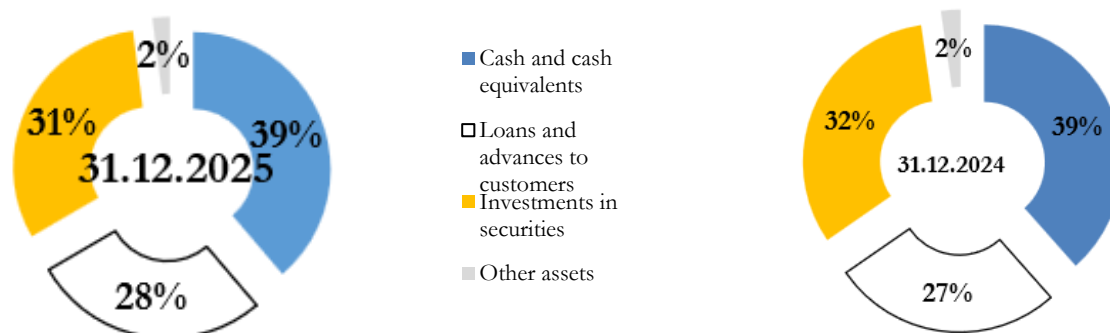 2%
31%
39%
31.12.2025
28%
Cash and cash
equivalents
Loans and
advances to
customers
Investments in
securities
Other assets
2%
32%
39%
31.12.2024
27%